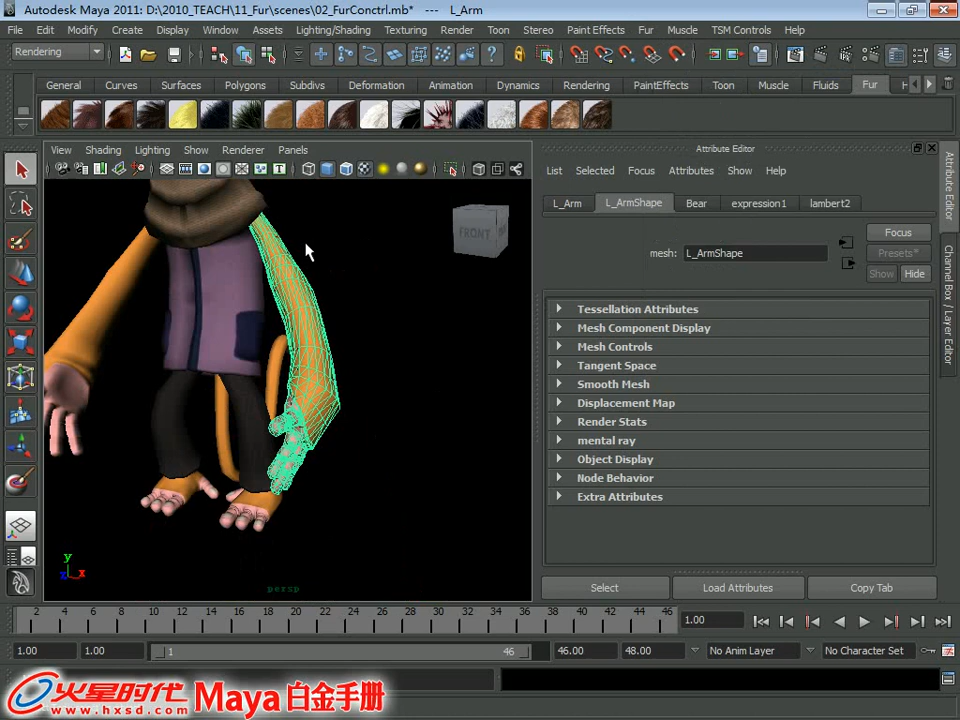 Autodesk Maya 2011: D:\2010_TEACH\11_Fur\scenes\02_FurConctrl.mb* --- L_Arm
File Edit Modify Create Display Window Assets Lighting/Shading Texturing Render Toon Stereo Paint Effects Fur Muscle TSM Controls Help
Rendering
General Curves Surfaces Subdivs Polygons Deformation Animation Dynamics Rendering PaintEffects Toon Muscle Fluids Fur
View Shading Lighting Show Renderer Panels
Attribute Editor
List Selected Focus Attributes Show Help
L_Arm L_ArmShape Bear expression1 lambert2
Focus
mesh: L_ArmShape Presets*
Show Hide
FRONT
Tessellation Attributes
Mesh Component Display
Mesh Controls
Tangent Space
Smooth Mesh
Displacement Map
Render Stats
mental ray
Object Display
Node Behavior
Extra Attributes
Attribute Editor
Channel Box / Layer Editor
y
z x
persp
Select Load Attributes Copy Tab
2 4 6 8 10 12 14 16 18 20 22 24 26 28 30 32 34 36 38 40 42 44 46 1.00
1.00 1.00 1 46 46.00 48.00 No Anim Layer No Character Set
火星时代 Maya 白金手册
www.hxsd.com